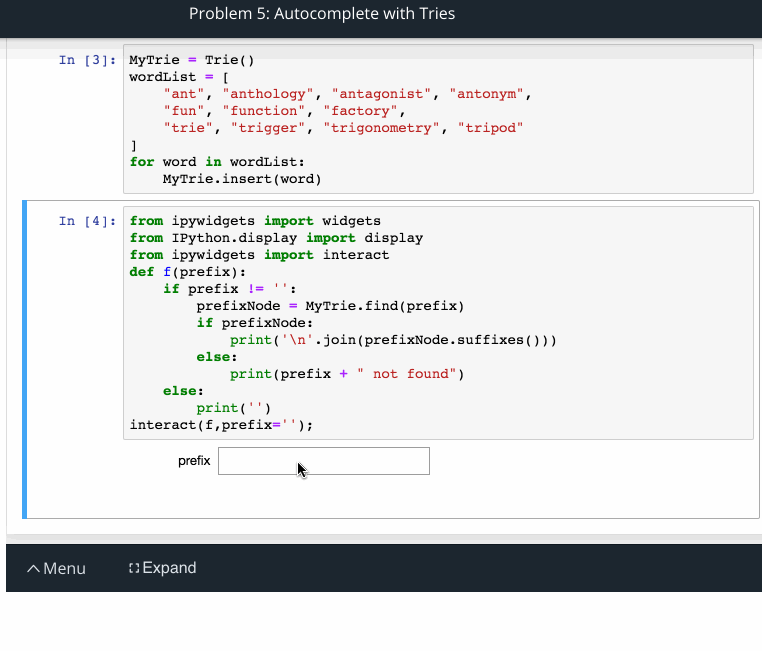 Problem 5: Autocomplete with Tries
In [3]: MyTrie = Trie()
wordList = [
    "ant", "anthology", "antagonist", "antonym",
    "fun", "function", "factory",
    "trie", "trigger", "trigonometry", "tripod"
]
for word in wordList:
    MyTrie.insert(word)
In [4]: from ipywidgets import widgets
from IPython.display import display
from ipywidgets import interact
def f(prefix):
    if prefix != '':
        prefixNode = MyTrie.find(prefix)
        if prefixNode:
            print('\n'.join(prefixNode.suffixes()))
        else:
            print(prefix + " not found")
    else:
        print('')
interact(f,prefix='');
prefix
Menu Expand